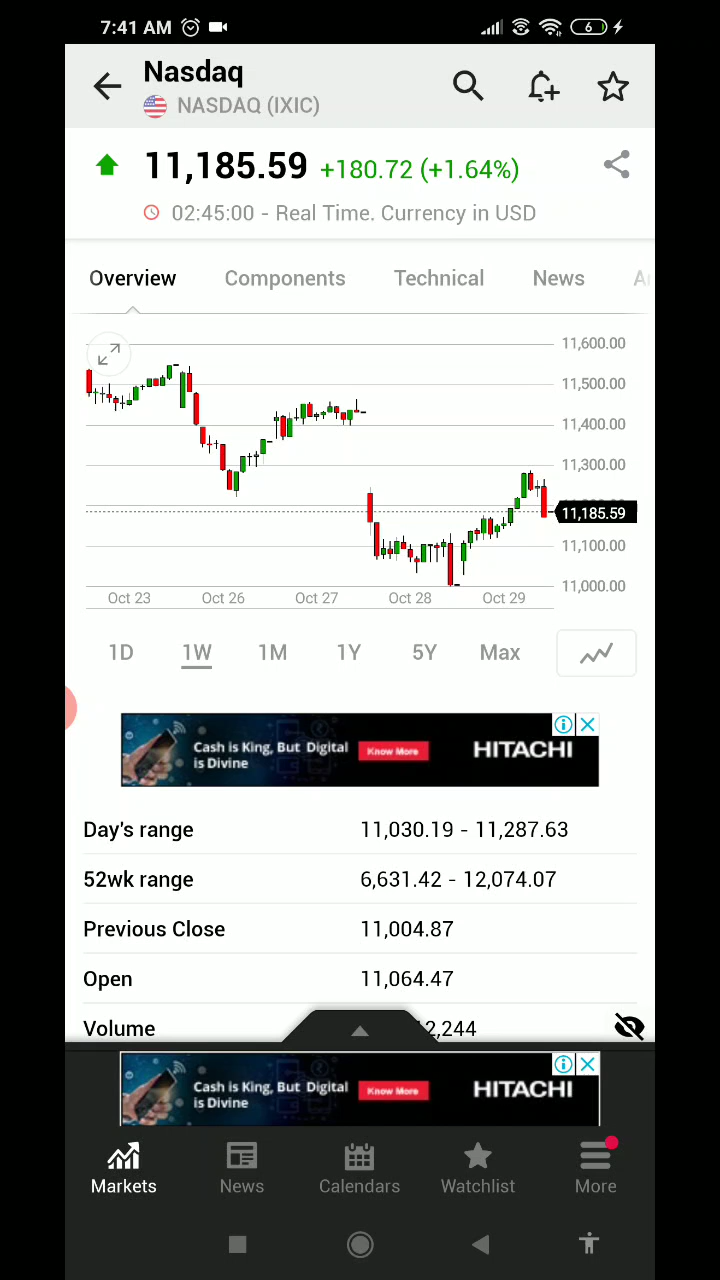 7:41 AM
6
Nasdaq
NASDAQ (IXIC)
11,185.59 +180.72 (+1.64%)
02:45:00 - Real Time. Currency in USD
Overview Components Technical News
11,600.00
11,500.00
11,400.00
11,300.00
11,185.59
11,100.00
11,000.00
Oct 23 Oct 26 Oct 27 Oct 28 Oct 29
1D 1W 1M 1Y 5Y Max
Cash is King, But Digital
is Divine
Know More
HITACHI
Day's range 11,030.19 - 11,287.63
52wk range 6,631.42 - 12,074.07
Previous Close 11,004.87
Open 11,064.47
Volume 2,244
Cash is King, But Digital
is Divine
Know More
HITACHI
Markets News Calendars Watchlist More